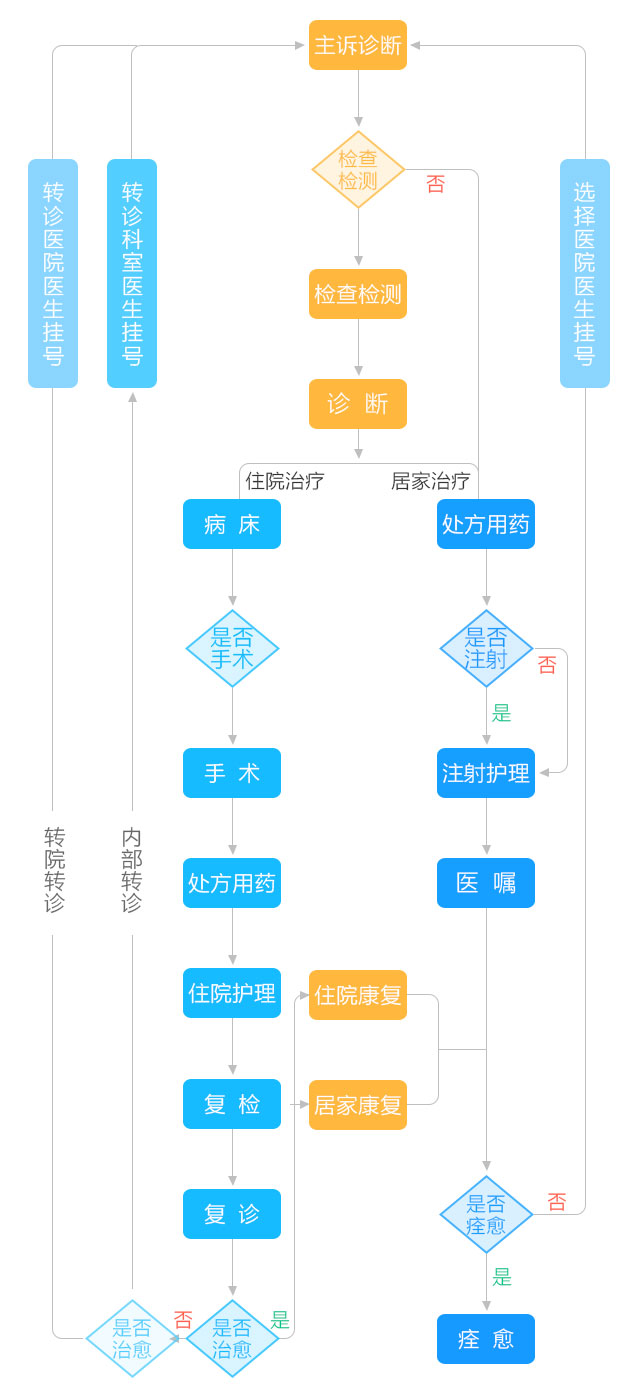 主诉诊断
检查
检测
否
转诊医院医生挂号
转诊科室医生挂号
选择医院医生挂号
检查检测
诊 断
住院治疗
居家治疗
病 床
处方用药
是否
手术
是否
注射
否
是
手 术
注射护理
转院转诊
内部转诊
处方用药
医 嘱
住院护理
住院康复
复 检
居家康复
复 诊
是否
痊愈
否
是
是否
治愈
否
是否
治愈
是
痊 愈